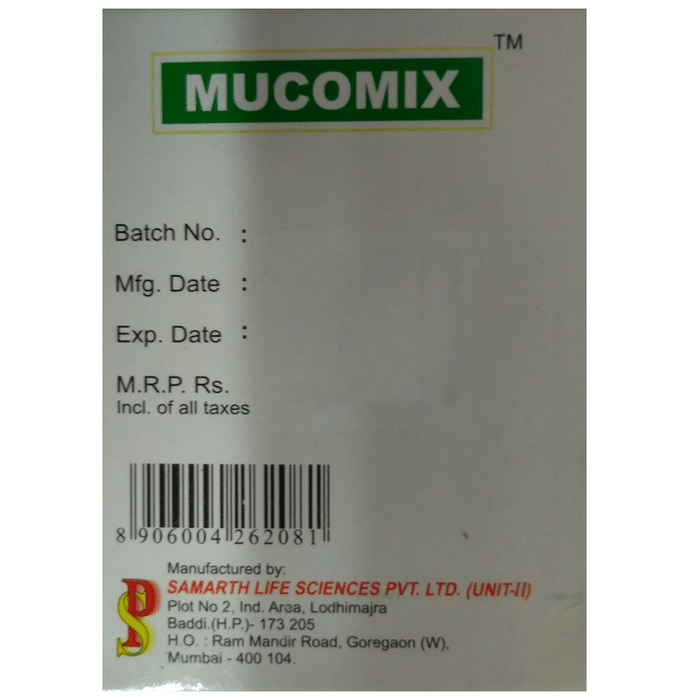 TM
MUCOMIX
Batch No. :
Mfg. Date :
Exp. Date :
M.R.P. Rs.
Incl. of all taxes
8 906004 262081
Manufactured by:
SAMARTH LIFE SCIENCES PVT. LTD. (UNIT-II)
Plot No 2, Ind. Area, Lodhimajra
Baddi.(H.P.)- 173 205
H.O. : Ram Mandir Road, Goregaon (W),
Mumbai - 400 104.
SP